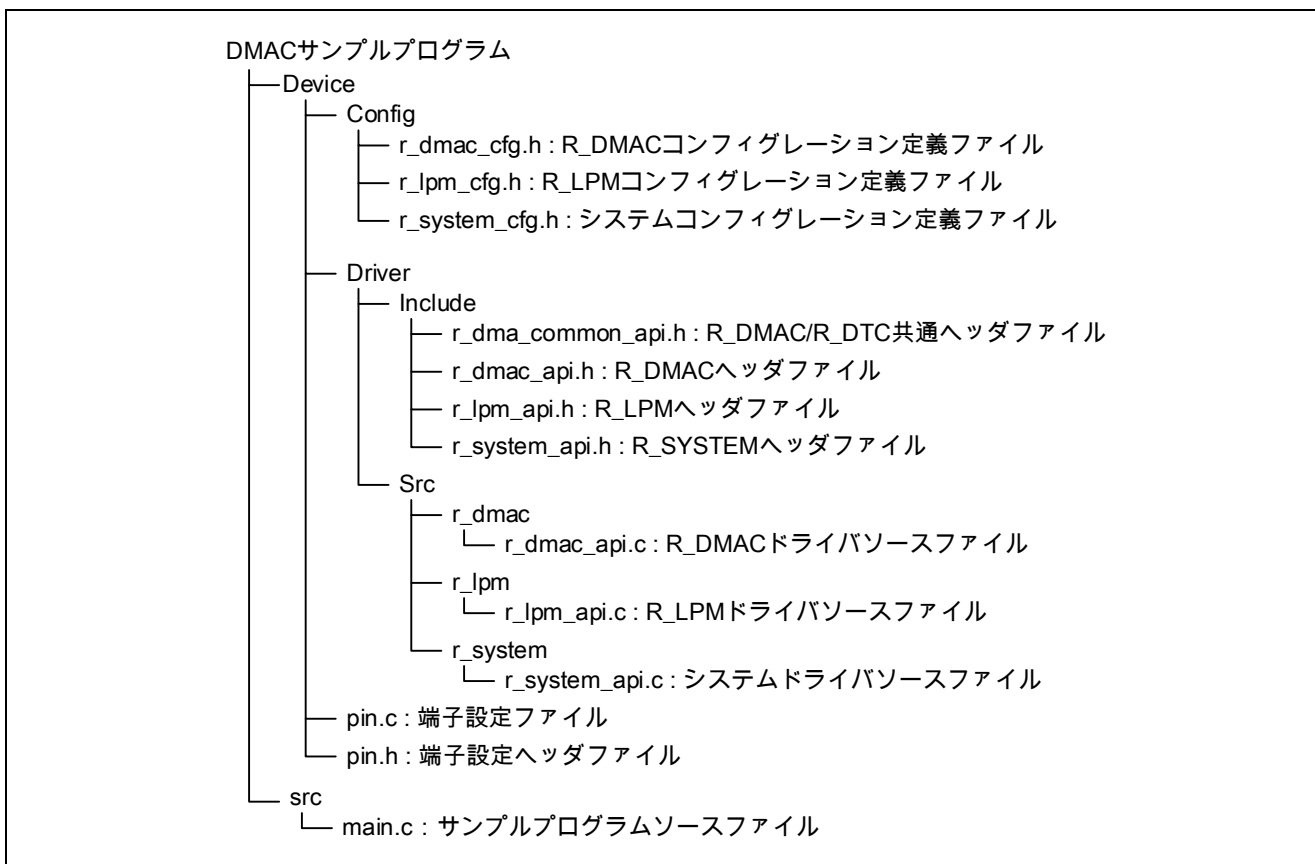 DMACサンプルプログラム
Device
Config
r_dmac_cfg.h : R_DMACコンフィグレーション定義ファイル
r_lpm_cfg.h : R_LPMコンフィグレーション定義ファイル
r_system_cfg.h : システムコンフィグレーション定義ファイル
Driver
Include
r_dma_common_api.h : R_DMAC/R_DTC共通ヘッダファイル
r_dmac_api.h : R_DMACヘッダファイル
r_lpm_api.h : R_LPMヘッダファイル
r_system_api.h : R_SYSTEMヘッダファイル
Src
r_dmac
r_dmac_api.c : R_DMACドライバソースファイル
r_lpm
r_lpm_api.c : R_LPMドライバソースファイル
r_system
r_system_api.c : システムドライバソースファイル
pin.c : 端子設定ファイル
pin.h : 端子設定ヘッダファイル
src
main.c : サンプルプログラムソースファイル